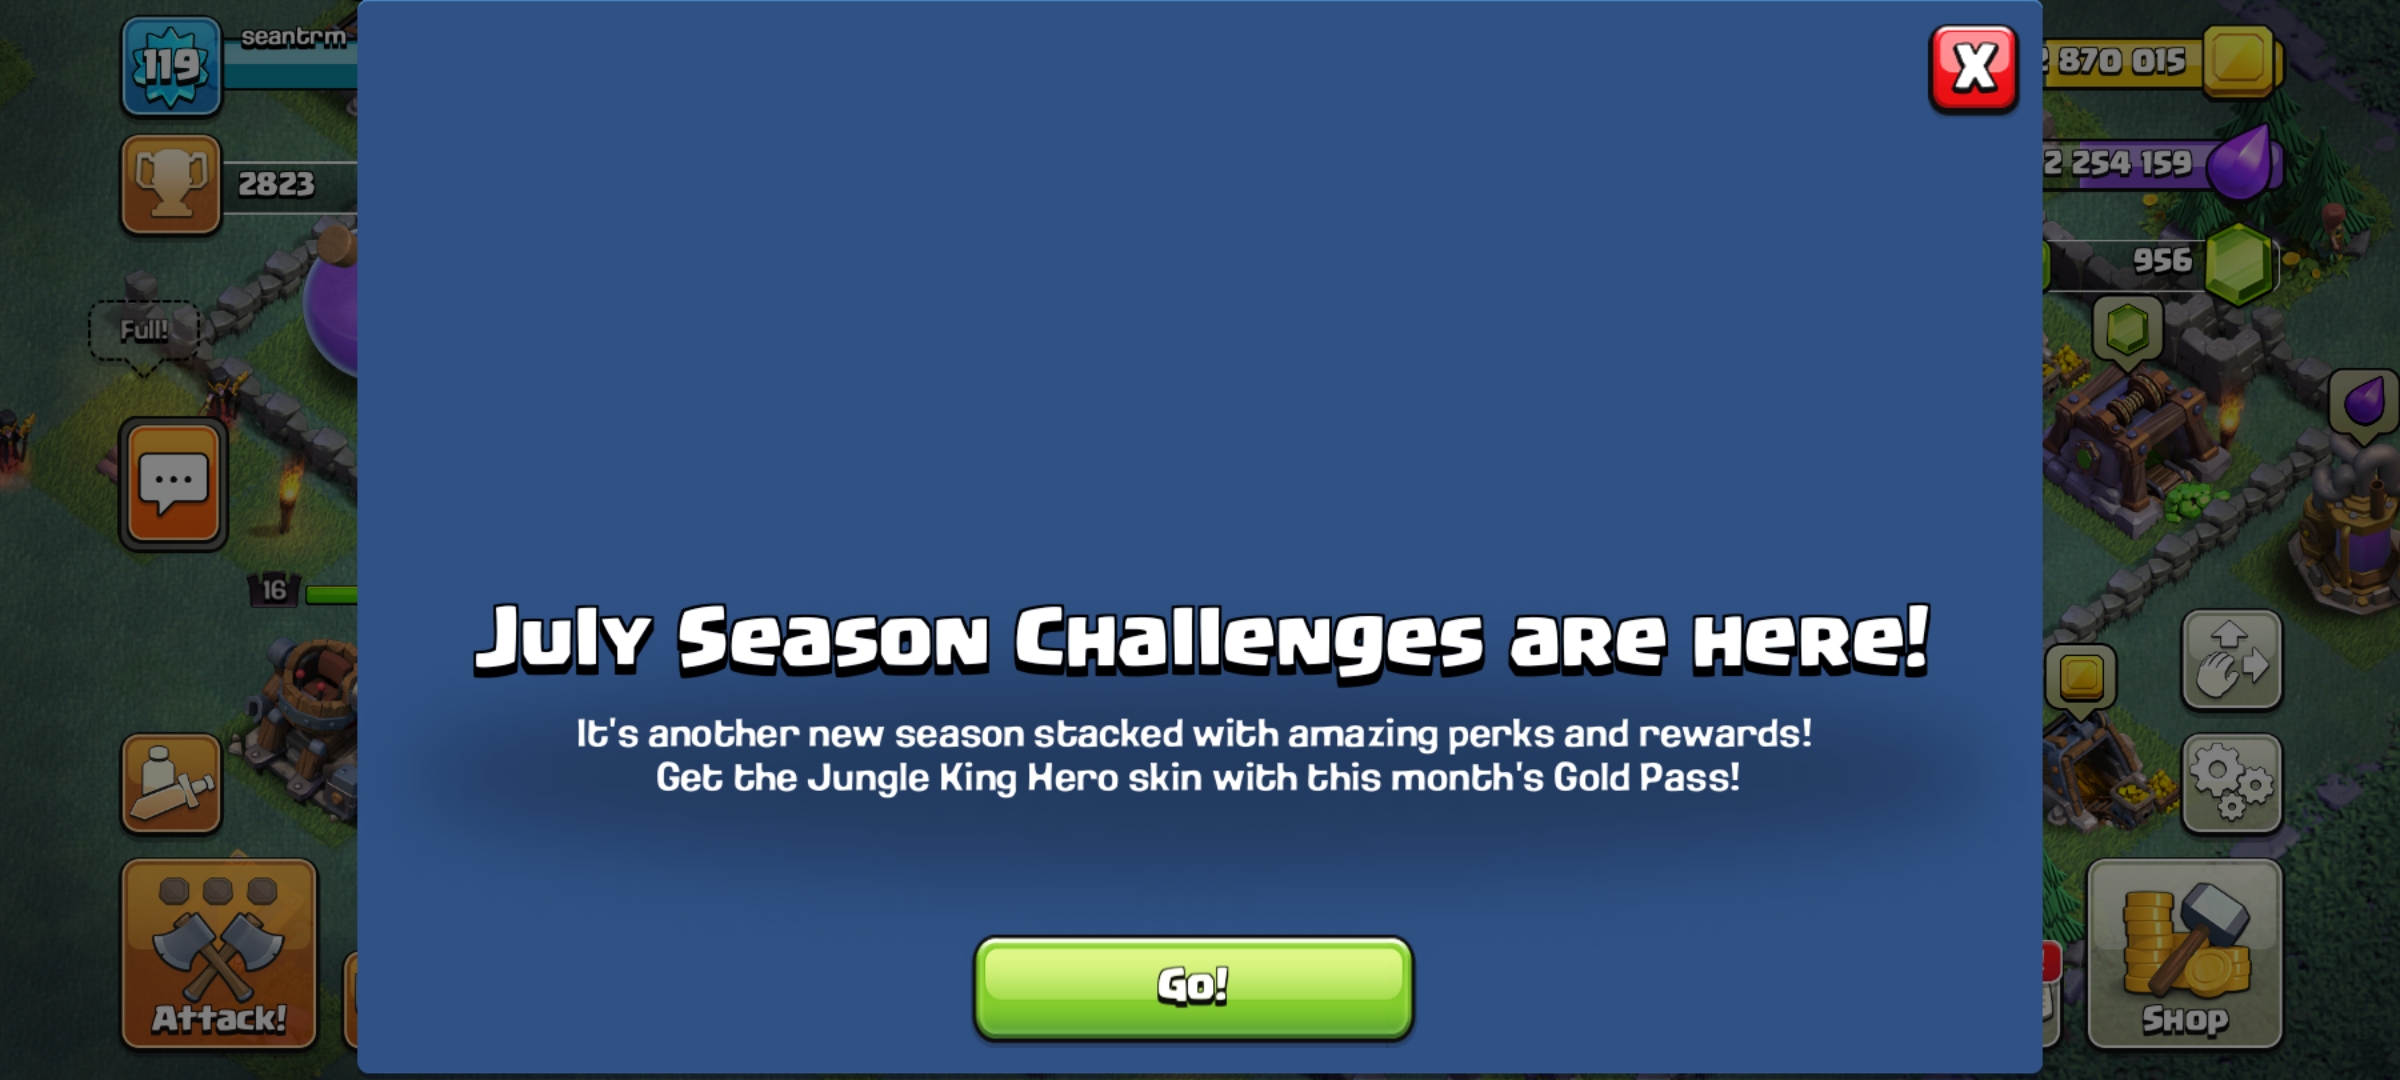 119
seantrm
2823
Full!
16
Attack!
July Season Challenges are here!
It's another new season stacked with amazing perks and rewards!
Get the Jungle King Hero skin with this month's Gold Pass!
Go!
X
870 015
2 254 159
956
Shop